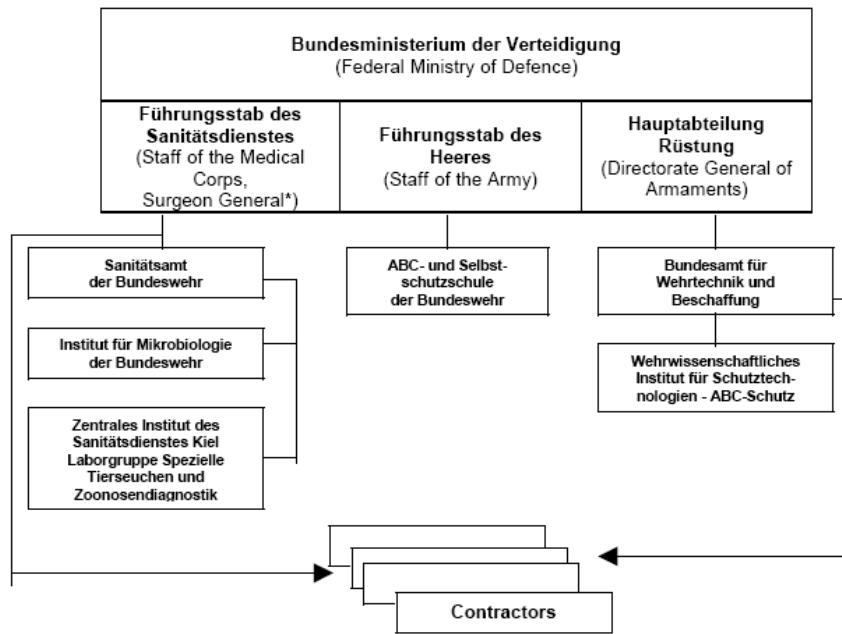 Bundesministerium der Verteidigung
(Federal Ministry of Defence)
Führungsstab des
Sanitätsdienstes
(Staff of the Medical
Corps,
Surgeon General*)
Führungsstab des
Heeres
(Staff of the Army)
Hauptabteilung
Rüstung
(Directorate General of
Armaments)
Sanitätsamt
der Bundeswehr
ABC- und Selbst-
schutzschule
der Bundeswehr
Bundesamt für
Wehrtechnik und
Beschaffung
Institut für Mikrobiologie
der Bundeswehr
Wehrwissenschaftliches
Institut für Schutztech-
nologien - ABC-Schutz
Zentrales Institut des
Sanitätsdienstes Kiel
Laborgruppe Spezielle
Tierseuchen und
Zoonosendiagnostik
Contractors